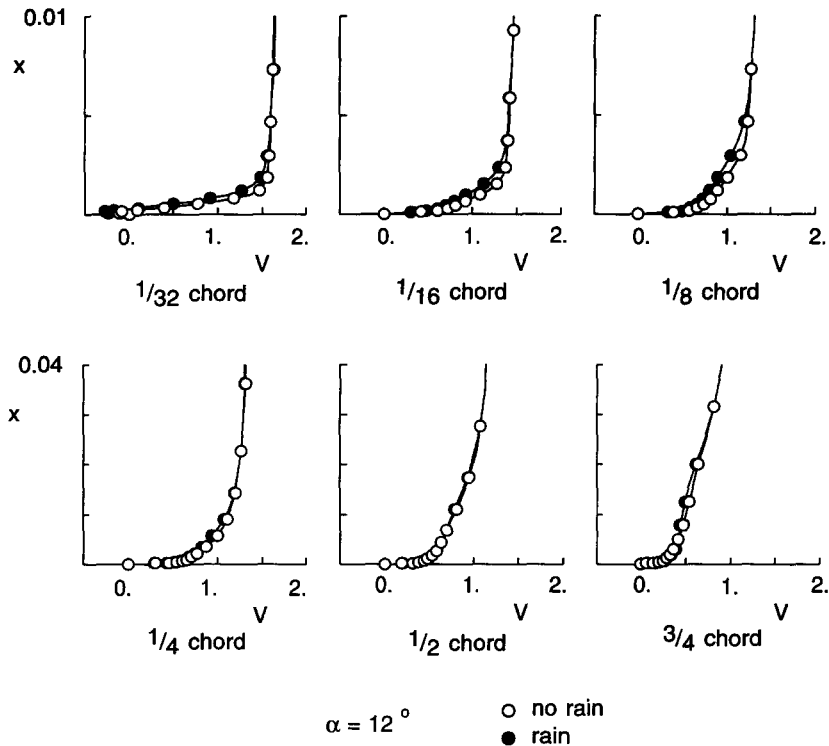 0.01
x
0. 1. 2. 0. 1. 2. 0. 1. 2.
V V V
1/32 chord 1/16 chord 1/8 chord
0.04
x
0. 1. 2. 0. 1. 2. 0. 1. 2.
V V V
1/4 chord 1/2 chord 3/4 chord
α = 12 ° no rain
rain